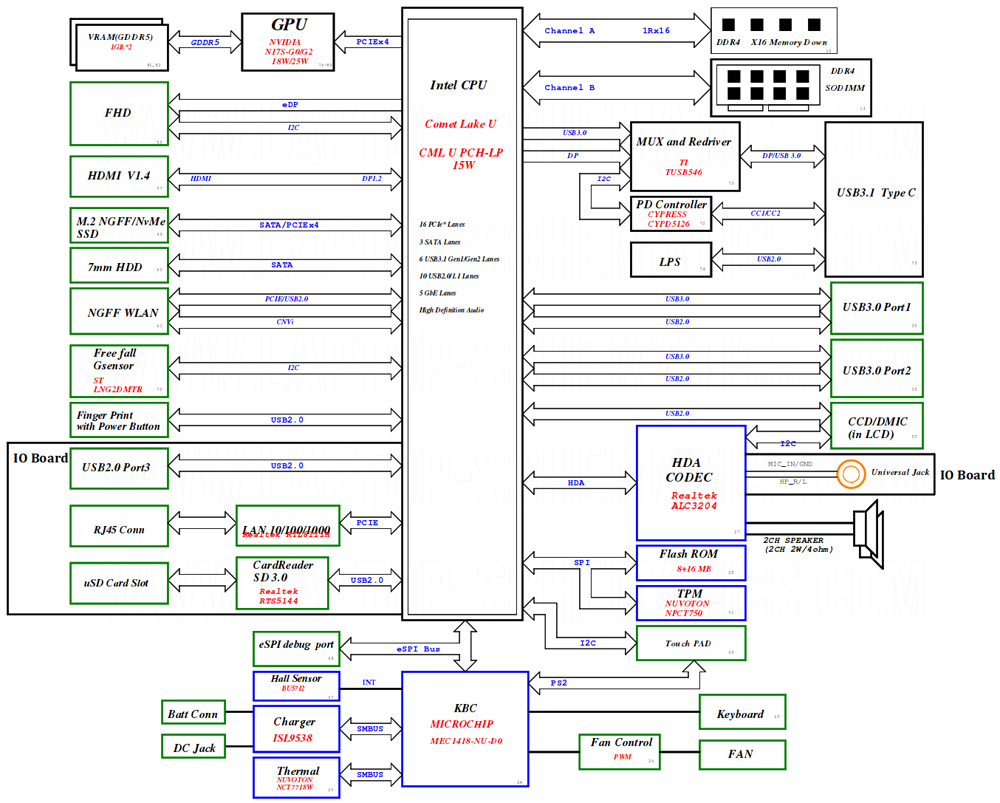 VRAM(GDDR5)
1GB*2
GDDR5
GPU
NVIDIA
N17S-G0/G2
18W/25W
PCIEx4
Intel CPU
Comet Lake U
CML U PCH-LP
15W
16 PCIe* Lanes
3 SATA Lanes
6 USB3.1 Gen1/Gen2 Lanes
10 USB2.0/1.1 Lanes
5 GbE Lanes
High Definition Audio
Channel A
1Rx16
DDR4 X16 Memory Down
Channel B
DDR4
SODIMM
FHD
eDP
I2C
HDMI V1.4
HDMI
DP1.2
M.2 NGFF/NvMe
SSD
SATA/PCIEx4
7mm HDD
SATA
NGFF WLAN
PCIE/USB2.0
CNVi
Free fall
Gsensor
ST
LNG2DMTR
I2C
Finger Print
with Power Button
USB2.0
USB3.0
DP
MUX and Redriver
TI
TUSB546
DP/USB 3.0
USB3.1 Type C
I2C
PD Controller
CYPRESS
CYPD5126
CC1/CC2
LPS
USB2.0
USB3.0
USB2.0
USB3.0 Port1
USB3.0
USB2.0
USB3.0 Port2
USB2.0
CCD/DMIC
(in LCD)
I2C
IO Board
USB2.0 Port3
USB2.0
RJ45 Conn
LAN 10/100/1000
PCIE
uSD Card Slot
CardReader
SD 3.0
Realtek
RTS5144
USB2.0
HDA
HDA
CODEC
Realtek
ALC3204
MIC_IN/GND
HP_R/L
Universal Jack
IO Board
2CH SPEAKER
(2CH 2W/4ohm)
SPI
Flash ROM
8+16 MB
TPM
NUVOTON
NPCT750
I2C
Touch PAD
PS2
eSPI debug port
eSPI Bus
Hall Sensor
BU5712
INT
Batt Conn
DC Jack
Charger
ISL9538
SMBUS
Thermal
NUVOTON
NCT7718W
SMBUS
KBC
MICROCHIP
MEC1418-NU-D0
Keyboard
Fan Control
PWM
FAN